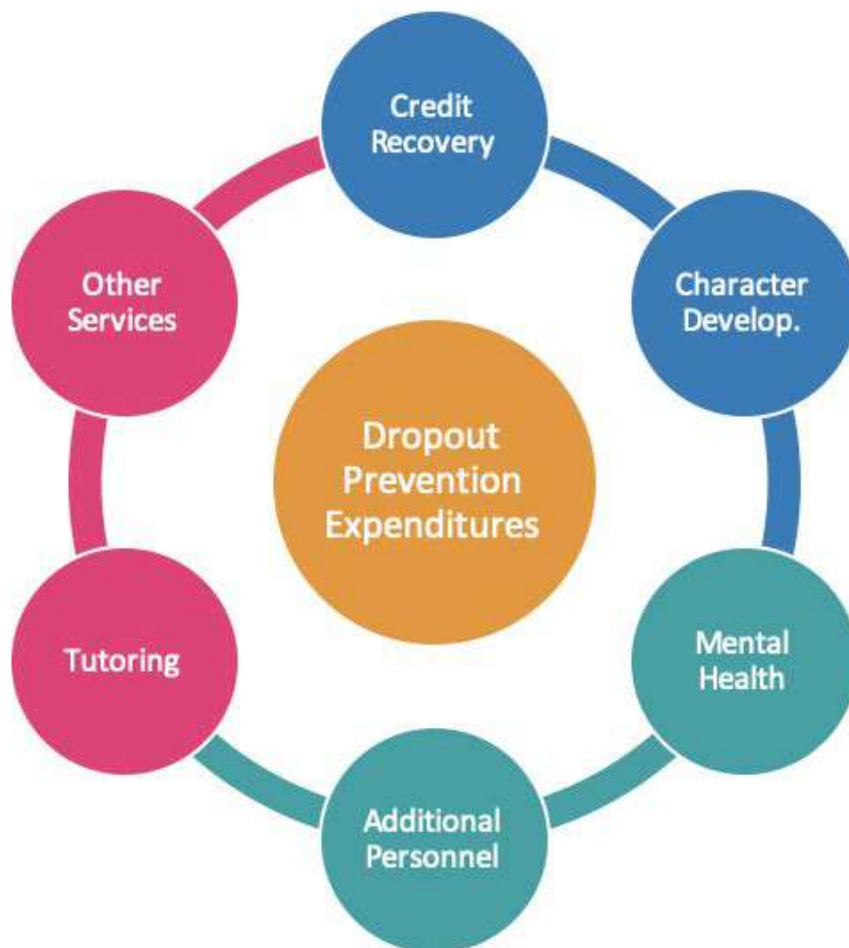 Credit
Recovery
Other
Services
Character
Develop.
Dropout
Prevention
Expenditures
Tutoring
Mental
Health
Additional
Personnel